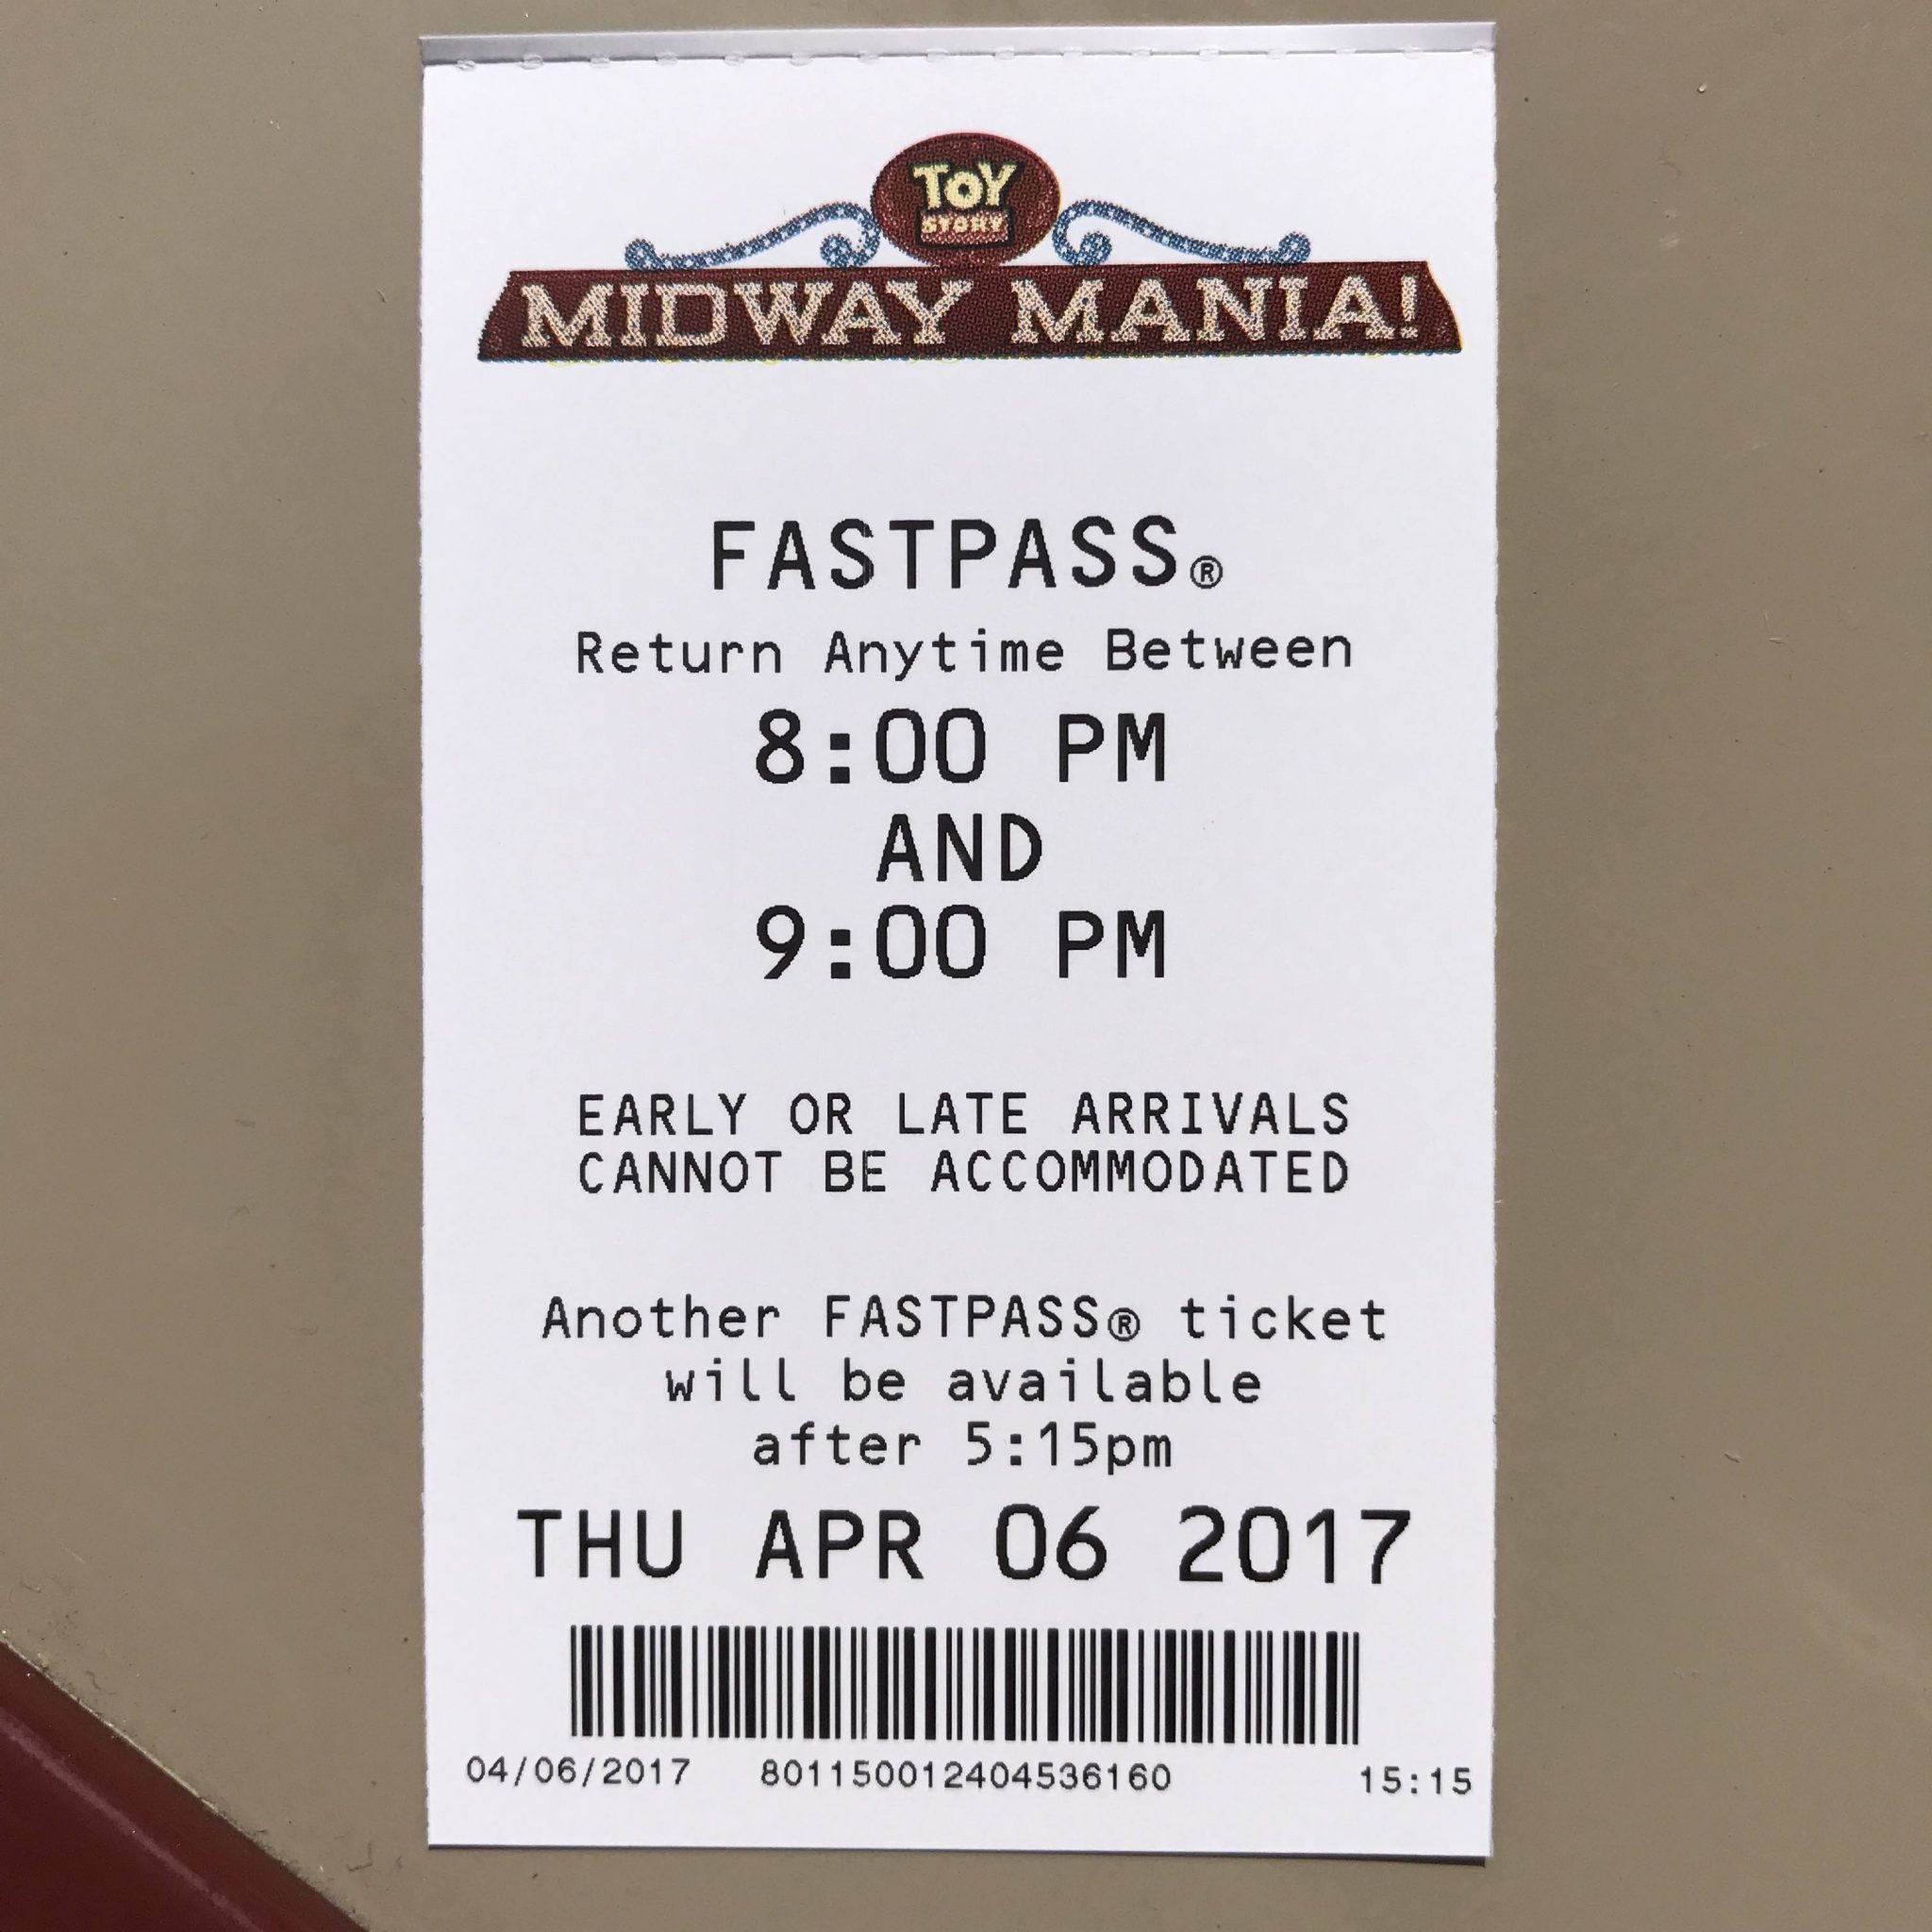 TOY
STORY
MIDWAY MANIA!
FASTPASS®
Return Anytime Between
8:00 PM
AND
9:00 PM
EARLY OR LATE ARRIVALS
CANNOT BE ACCOMMODATED
Another FASTPASS® ticket
will be available
after 5:15pm
THU APR 06 2017
04/06/2017 801150012404536160 15:15